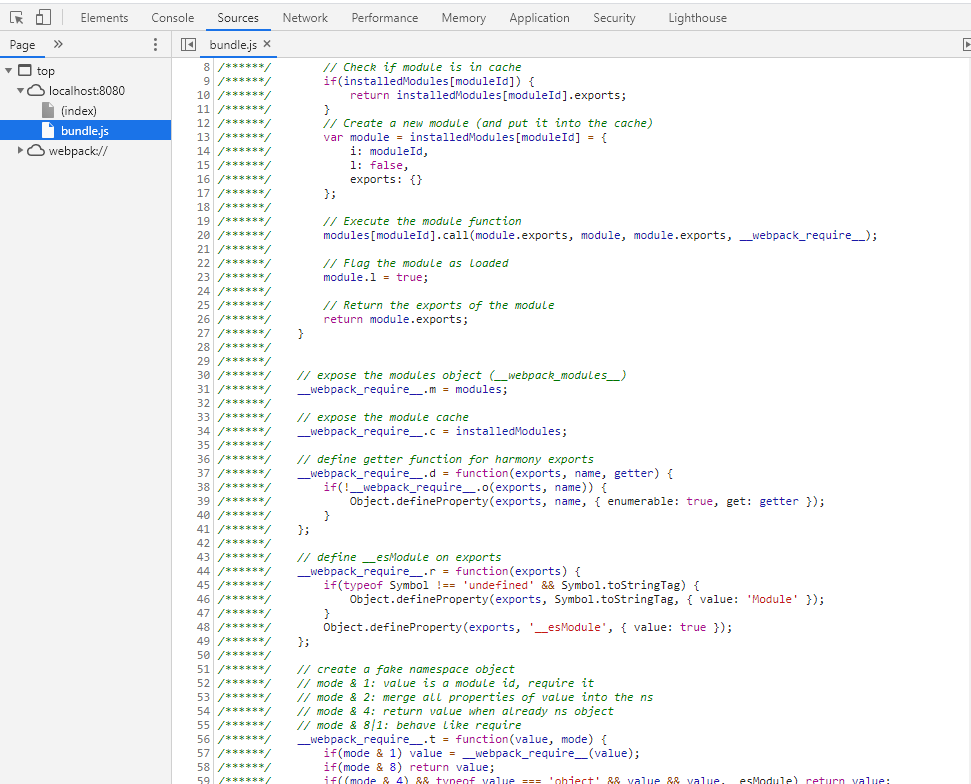 Elements Console Sources Network Performance Memory Application Security Lighthouse
Page bundle.js
top
localhost:8080
(index)
bundle.js
webpack://
8 /******/ // Check if module is in cache
9 /******/ if(installedModules[moduleId]) {
10 /******/ return installedModules[moduleId].exports;
11 /******/ }
12 /******/ // Create a new module (and put it into the cache)
13 /******/ var module = installedModules[moduleId] = {
14 /******/ i: moduleId,
15 /******/ l: false,
16 /******/ exports: {}
17 /******/ };
18 /******/
19 /******/ // Execute the module function
20 /******/ modules[moduleId].call(module.exports, module, module.exports, __webpack_require__);
21 /******/
22 /******/ // Flag the module as loaded
23 /******/ module.l = true;
24 /******/
25 /******/ // Return the exports of the module
26 /******/ return module.exports;
27 /******/ }
28 /******/
29 /******/
30 /******/ // expose the modules object (__webpack_modules__)
31 /******/ __webpack_require__.m = modules;
32 /******/
33 /******/ // expose the module cache
34 /******/ __webpack_require__.c = installedModules;
35 /******/
36 /******/ // define getter function for harmony exports
37 /******/ __webpack_require__.d = function(exports, name, getter) {
38 /******/ if(!__webpack_require__.o(exports, name)) {
39 /******/ Object.defineProperty(exports, name, { enumerable: true, get: getter });
40 /******/ }
41 /******/ };
42 /******/
43 /******/ // define __esModule on exports
44 /******/ __webpack_require__.r = function(exports) {
45 /******/ if(typeof Symbol !== 'undefined' && Symbol.toStringTag) {
46 /******/ Object.defineProperty(exports, Symbol.toStringTag, { value: 'Module' });
47 /******/ }
48 /******/ Object.defineProperty(exports, '__esModule', { value: true });
49 /******/ };
50 /******/
51 /******/ // create a fake namespace object
52 /******/ // mode & 1: value is a module id, require it
53 /******/ // mode & 2: merge all properties of value into the ns
54 /******/ // mode & 4: return value when already ns object
55 /******/ // mode & 8|1: behave like require
56 /******/ __webpack_require__.t = function(value, mode) {
57 /******/ if(mode & 1) value = __webpack_require__(value);
58 /******/ if(mode & 8) return value;
59 /******/ if((mode & 4) && typeof value === 'object' && value && value.__esModule) return value;